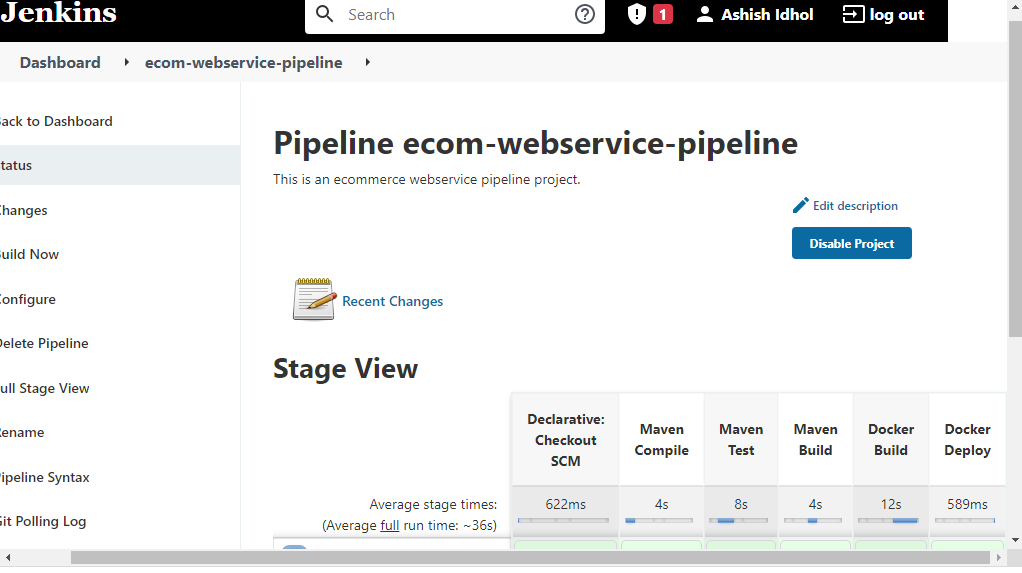 Jenkins
Search
1
Ashish Idhol
log out
Dashboard
ecom-webservice-pipeline
ack to Dashboard
tatus
hanges
uild Now
onfigure
elete Pipeline
ull Stage View
ename
ipeline Syntax
it Polling Log
Pipeline ecom-webservice-pipeline
This is an ecommerce webservice pipeline project.
Edit description
Disable Project
Recent Changes
Stage View
Declarative:
Checkout
SCM
Maven
Compile
Maven
Test
Maven
Build
Docker
Build
Docker
Deploy
Average stage times:
(Average full run time: ~36s)
622ms
4s
8s
4s
12s
589ms